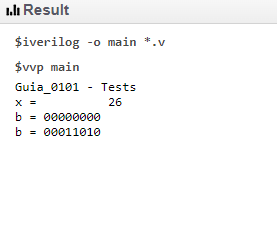 Result
$iverilog -o main *.v
$vvp main
Guia_0101 - Tests
x =          26
b = 00000000
b = 00011010